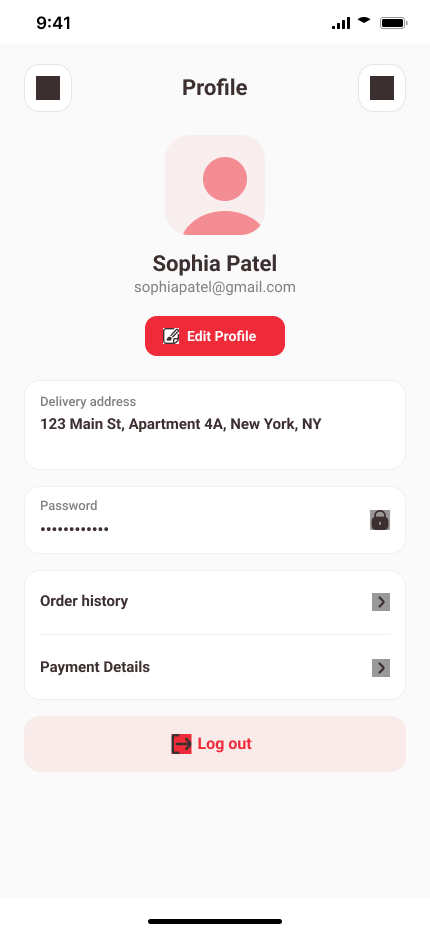 9:41
Profile
Sophia Patel
sophiapatel@gmail.com
Edit Profile
Delivery address
123 Main St, Apartment 4A, New York, NY
Password
••••••••••••
Order history
Payment Details
Log out